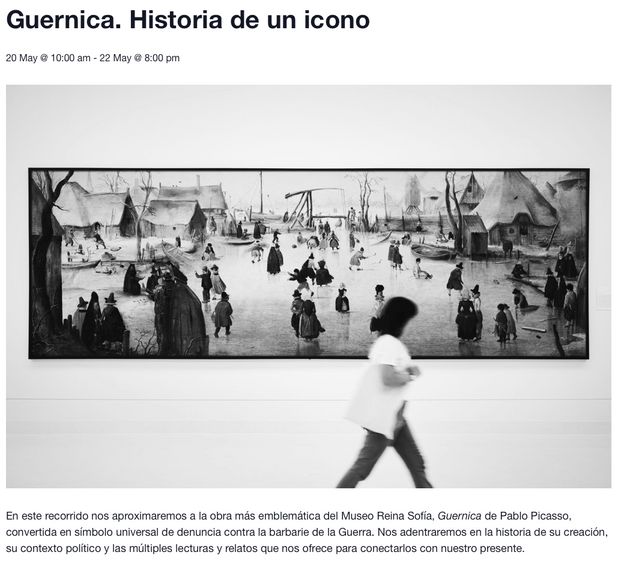 Guernica. Historia de un icono
20 May @ 10:00 am - 22 May @ 8:00 pm
En este recorrido nos aproximaremos a la obra más emblemática del Museo Reina Sofía, Guernica de Pablo Picasso,
convertida en símbolo universal de denuncia contra la barbarie de la Guerra. Nos adentraremos en la historia de su creación,
su contexto político y las múltiples lecturas y relatos que nos ofrece para conectarlos con nuestro presente.